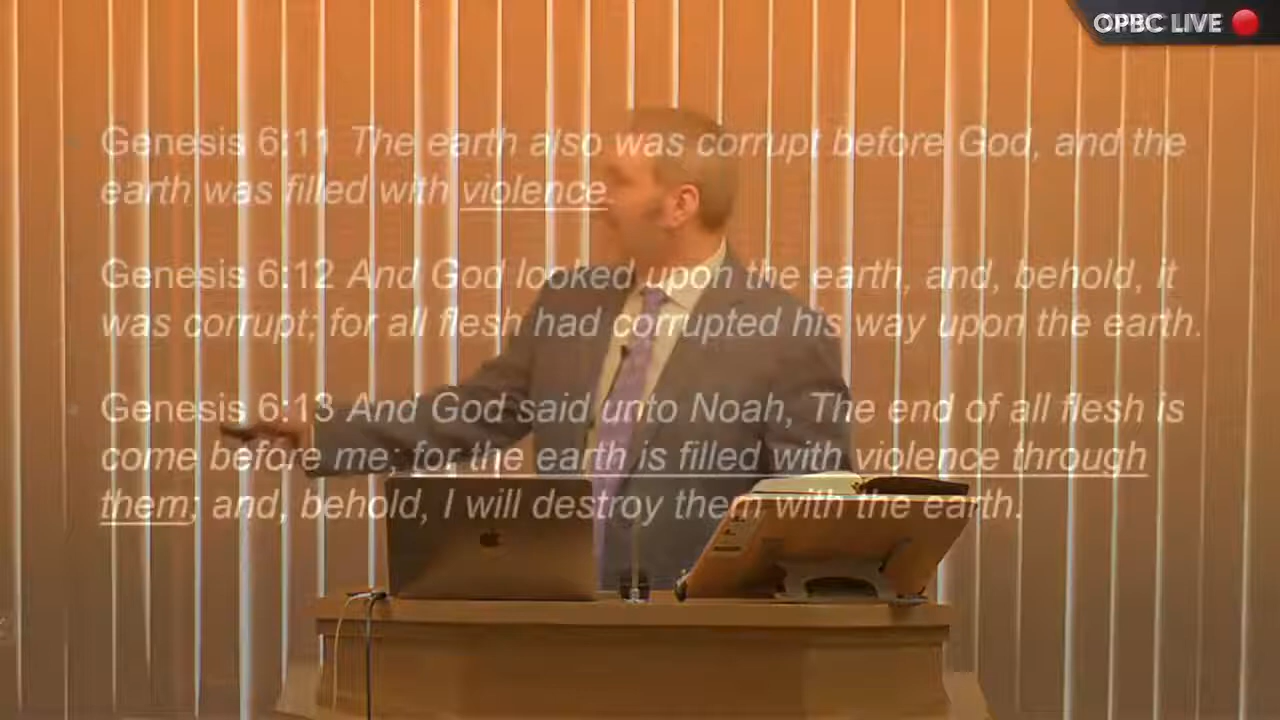 OPBC LIVE
Genesis 6:11 The earth also was corrupt before God, and the
earth was filled with violence
Genesis 6:12 And God looked upon the earth, and, behold, it
was corrupt; for all flesh had corrupted his way upon the earth.
Genesis 6:13 And God said unto Noah, The end of all flesh is
come before me; for the earth is filled with violence through
them; and, behold, I will destroy them with the earth.